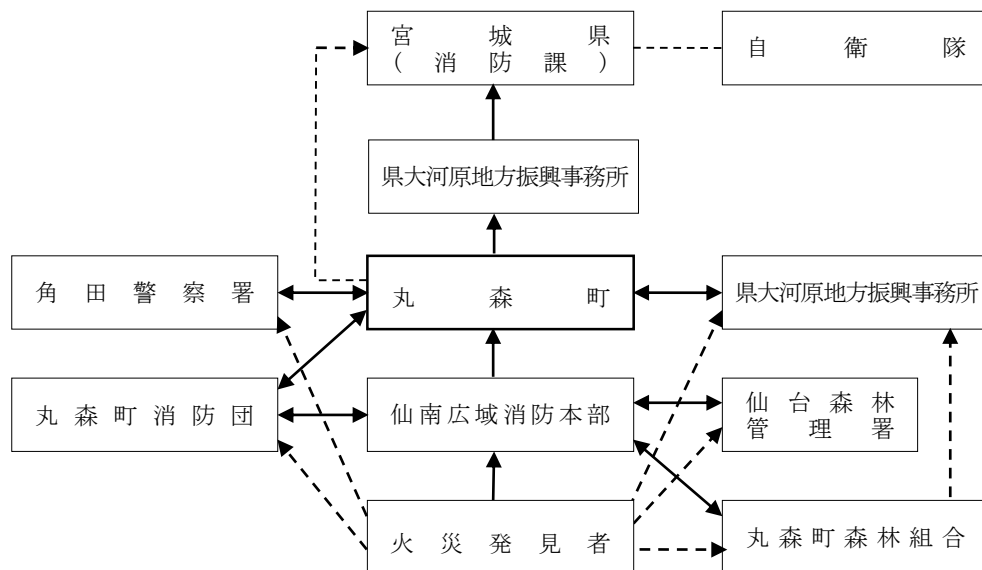 宮城県
（消防課）
自衛隊
県大河原地方振興事務所
角田警察署
丸森町
県大河原地方振興事務所
丸森町消防団
仙南広域消防本部
仙台森林
管理署
火災発見者
丸森町森林組合